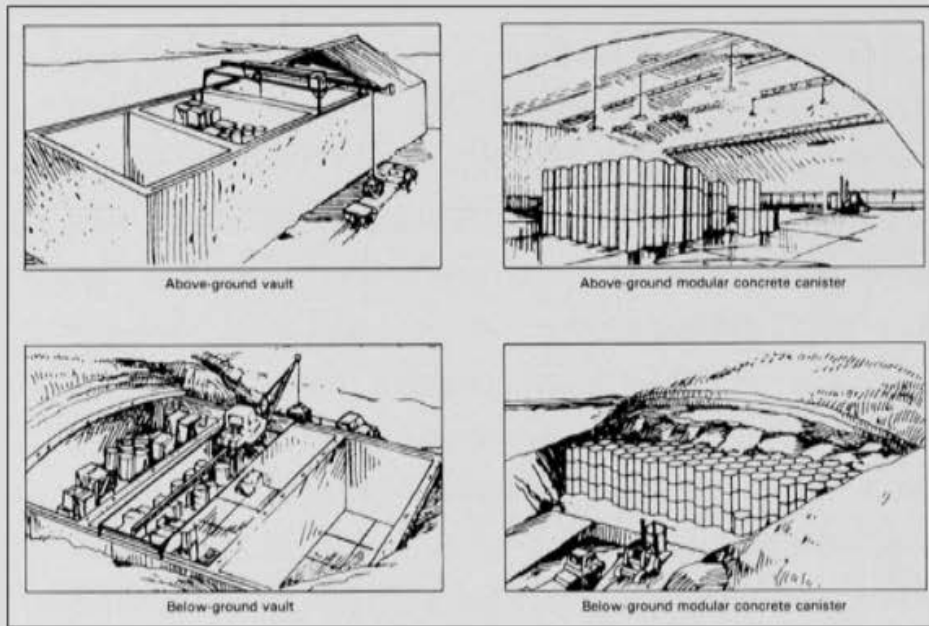 Above-ground vault
Above-ground modular concrete canister
Below-ground vault
Below-ground modular concrete canister